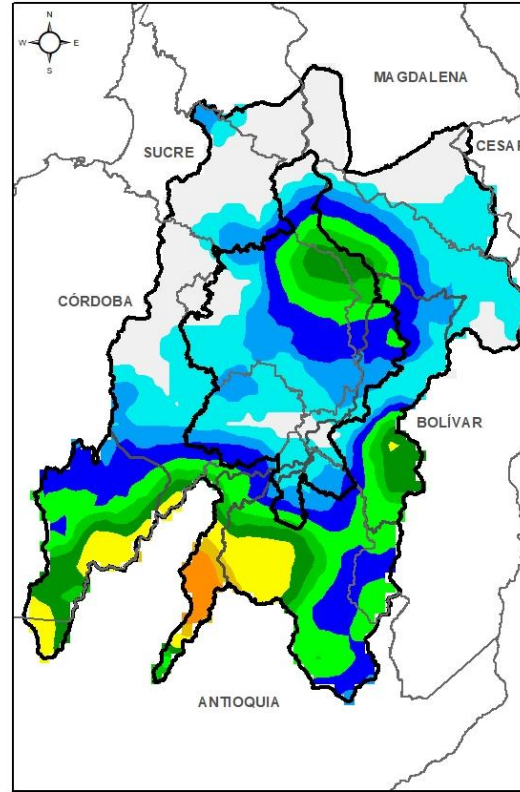 N
W E
S
MAGDALENA
SUCRE
CESAR
CÓRDOBA
BOLÍVAR
ANTIOQUIA